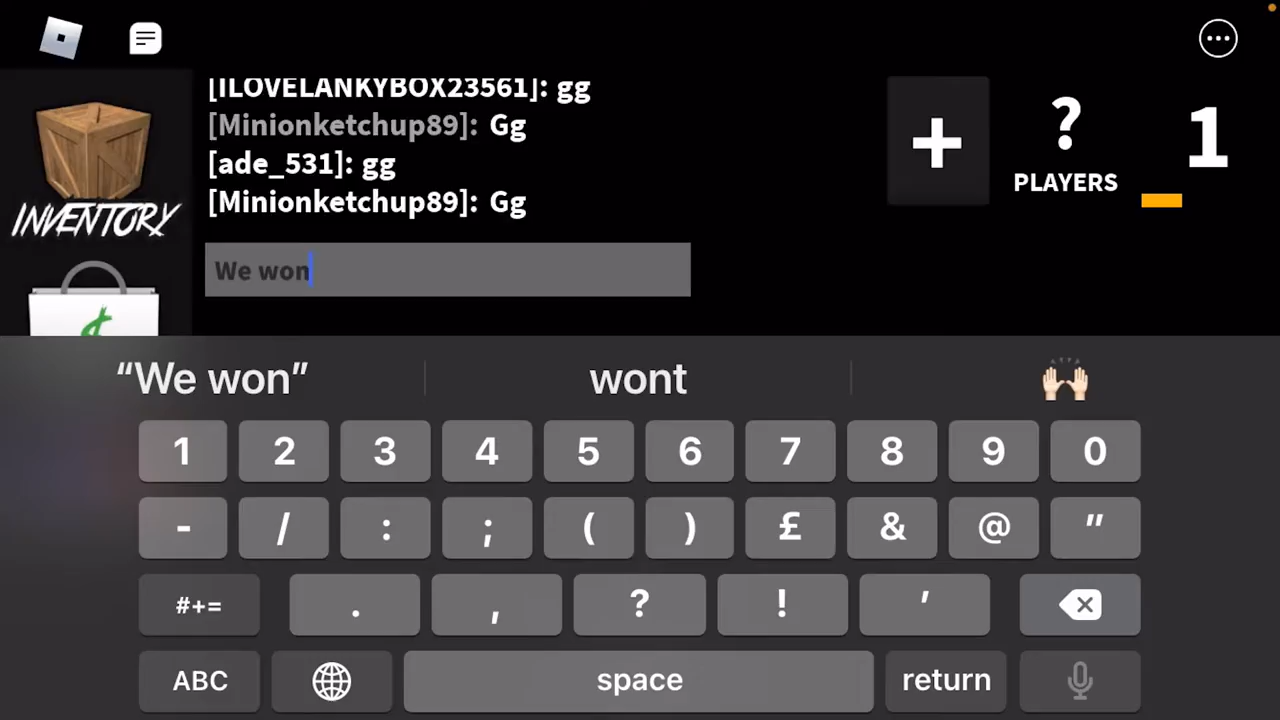 [ILOVELANKYBOX23561]: gg
[Minionketchup89]: Gg
[ade_531]: gg
[Minionketchup89]: Gg
We won
INVENTORY
+
?
PLAYERS
1
“We won” wont 🙌🏻
1 2 3 4 5 6 7 8 9 0
- / : ; ( ) £ & @ "
#+= . , ? ! ′
ABC space return